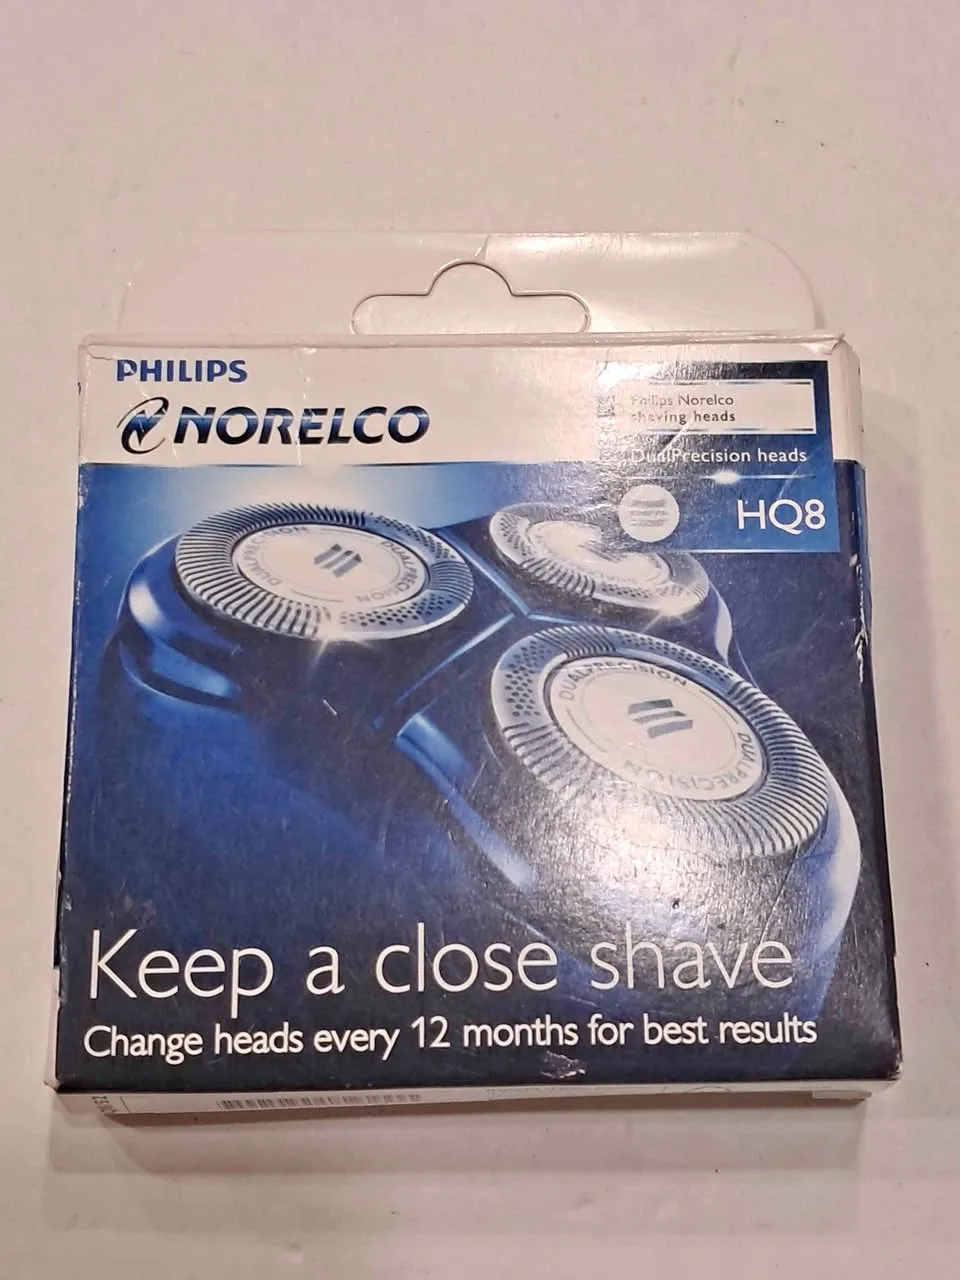 PHILIPS
NORELCO
Philips Norelco
shaving heads
DualPrecision heads
HQ8
DUALPRECISION
DUALPRECISION
DUALPRECISION
DUALPRECISION
Keep a close shave
Change heads every 12 months for best results